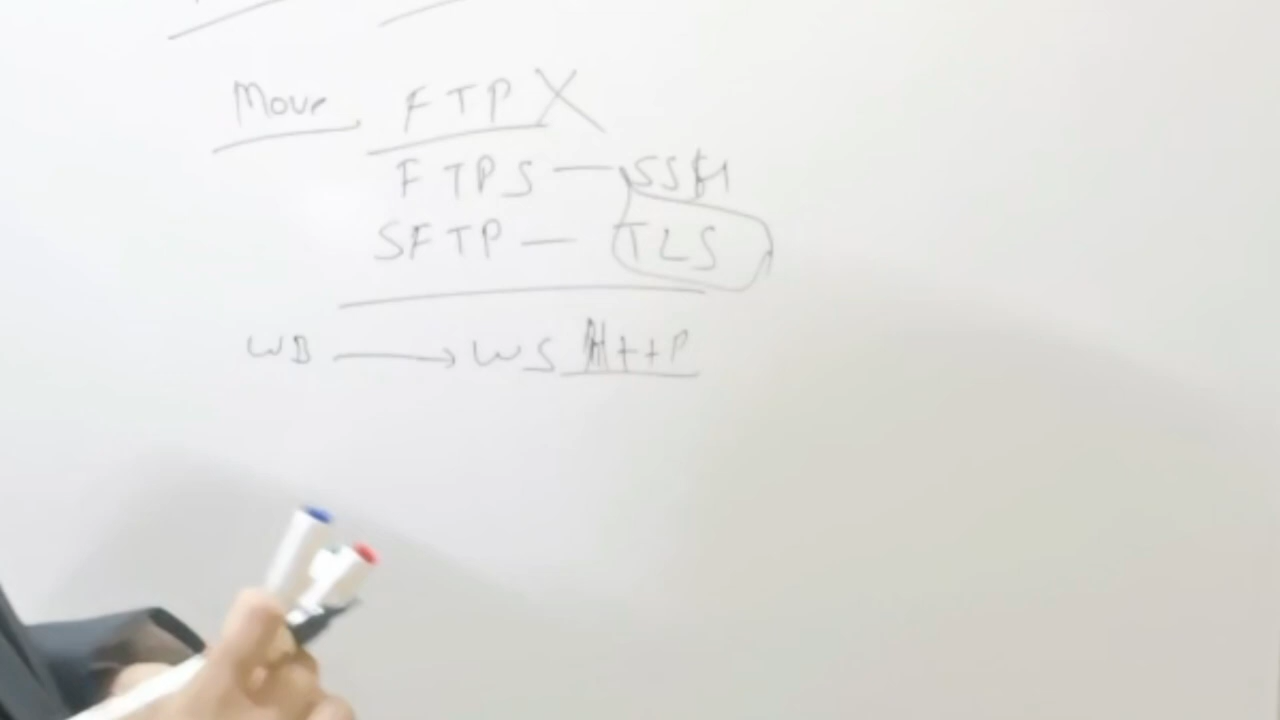 Move FTP X
FTPS — SSH
SFTP — TLS
WB → WS HttP